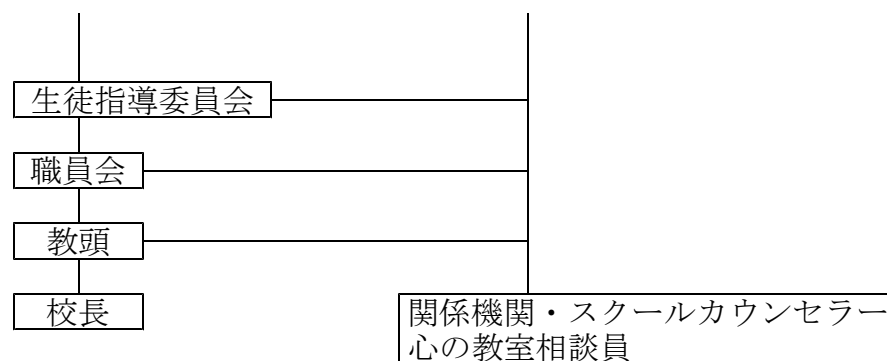 生徒指導委員会
職員会
教頭
校長
関係機関・スクールカウンセラー
心の教室相談員